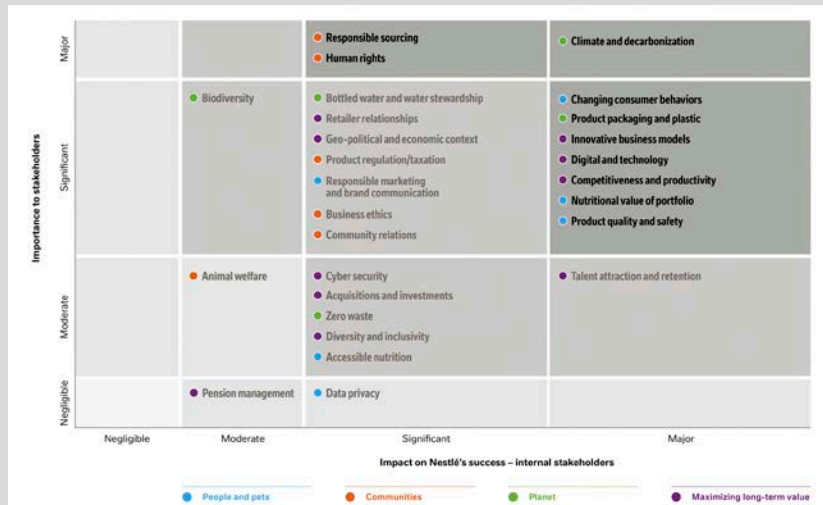 Importance to stakeholders
Major
Responsible sourcing
Human rights
Climate and decarbonization
Significant
Biodiversity
Bottled water and water stewardship
Retailer relationships
Geo-political and economic context
Product regulation/taxation
Responsible marketing
and brand communication
Business ethics
Community relations
Changing consumer behaviors
Product packaging and plastic
Innovative business models
Digital and technology
Competitiveness and productivity
Nutritional value of portfolio
Product quality and safety
Moderate
Animal welfare
Cyber security
Acquisitions and investments
Zero waste
Diversity and inclusivity
Accessible nutrition
Talent attraction and retention
Negligible
Pension management
Data privacy
Negligible
Moderate
Significant
Major
Impact on Nestlé's success – internal stakeholders
People and pets
Communities
Planet
Maximizing long-term value